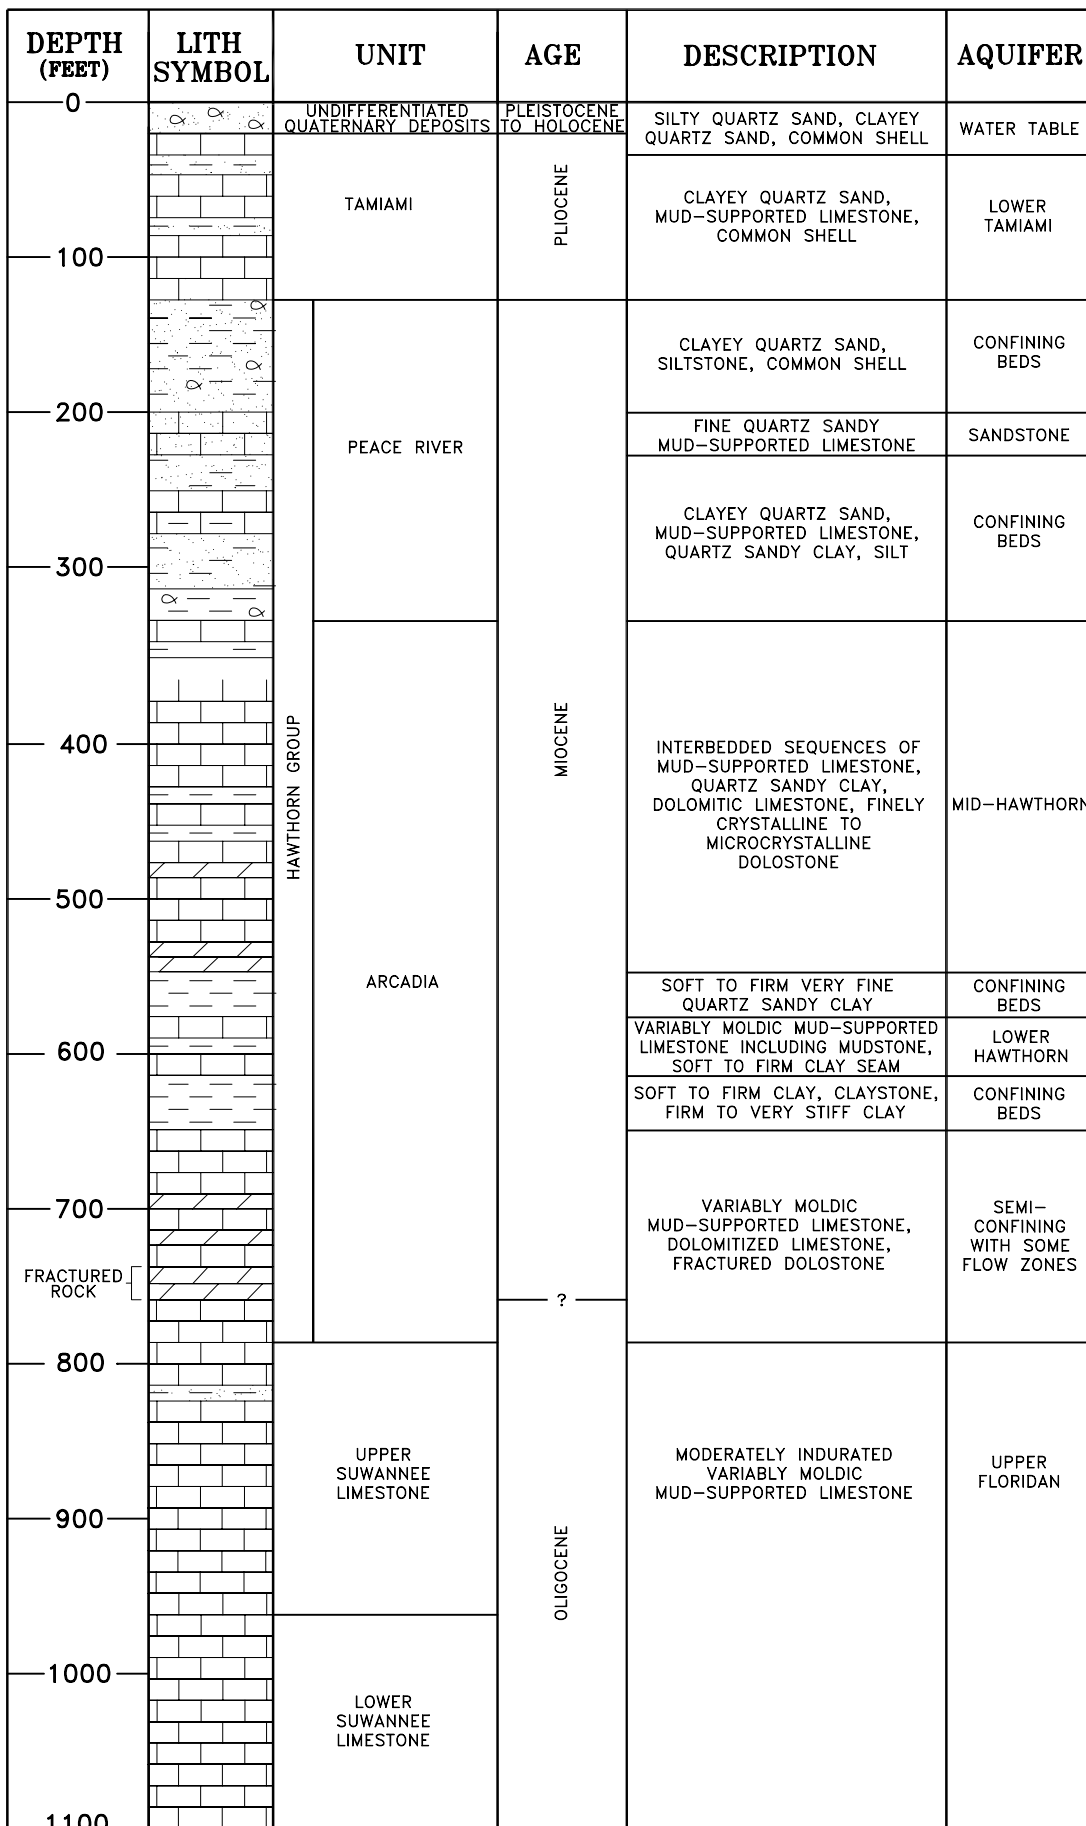 DEPTH
(FEET)
LITH
SYMBOL
UNIT
AGE
DESCRIPTION
AQUIFER
0
UNDIFFERENTIATED
QUATERNARY DEPOSITS
PLEISTOCENE
TO HOLOCENE
SILTY QUARTZ SAND, CLAYEY
QUARTZ SAND, COMMON SHELL
WATER TABLE
TAMIAMI
PLIOCENE
CLAYEY QUARTZ SAND,
MUD-SUPPORTED LIMESTONE,
COMMON SHELL
LOWER
TAMIAMI
100
HAWTHORN GROUP
PEACE RIVER
MIOCENE
CLAYEY QUARTZ SAND,
SILTSTONE, COMMON SHELL
CONFINING
BEDS
200
FINE QUARTZ SANDY
MUD-SUPPORTED LIMESTONE
SANDSTONE
CLAYEY QUARTZ SAND,
MUD-SUPPORTED LIMESTONE,
QUARTZ SANDY CLAY, SILT
CONFINING
BEDS
300
400
INTERBEDDED SEQUENCES OF
MUD-SUPPORTED LIMESTONE,
QUARTZ SANDY CLAY,
DOLOMITIC LIMESTONE, FINELY
CRYSTALLINE TO
MICROCRYSTALLINE
DOLOSTONE
MID-HAWTHORN
500
ARCADIA
SOFT TO FIRM VERY FINE
QUARTZ SANDY CLAY
CONFINING
BEDS
600
VARIABLY MOLDIC MUD-SUPPORTED
LIMESTONE INCLUDING MUDSTONE,
SOFT TO FIRM CLAY SEAM
LOWER
HAWTHORN
SOFT TO FIRM CLAY, CLAYSTONE,
FIRM TO VERY STIFF CLAY
CONFINING
BEDS
700
VARIABLY MOLDIC
MUD-SUPPORTED LIMESTONE,
DOLOMITIZED LIMESTONE,
FRACTURED DOLOSTONE
SEMI-
CONFINING
WITH SOME
FLOW ZONES
FRACTURED
ROCK
?
800
UPPER
SUWANNEE
LIMESTONE
OLIGOCENE
MODERATELY INDURATED
VARIABLY MOLDIC
MUD-SUPPORTED LIMESTONE
UPPER
FLORIDAN
900
1000
LOWER
SUWANNEE
LIMESTONE
1100